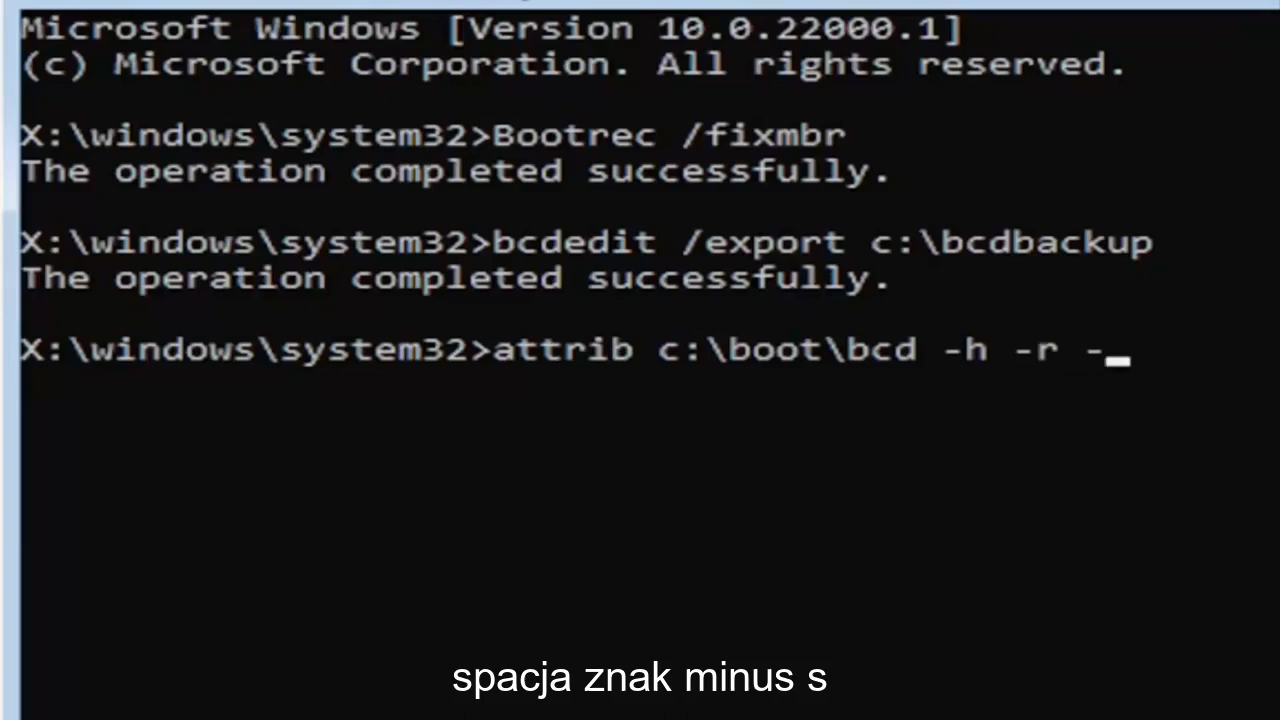 Microsoft Windows [Version 10.0.22000.1]
(c) Microsoft Corporation. All rights reserved.
X:\windows\system32>Bootrec /fixmbr
The operation completed successfully.
X:\windows\system32>bcdedit /export c:\bcdbackup
The operation completed successfully.
X:\windows\system32>attrib c:\boot\bcd -h -r -
spacja znak minus s